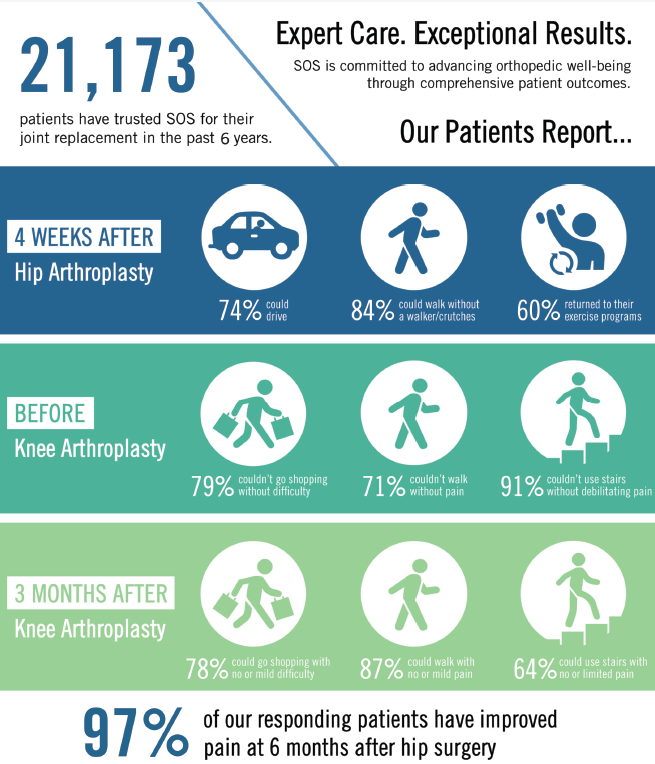 21,173
patients have trusted SOS for their
joint replacement in the past 6 years.
Expert Care. Exceptional Results.
SOS is committed to advancing orthopedic well-being
through comprehensive patient outcomes.
Our Patients Report...
4 WEEKS AFTER
Hip Arthroplasty
74% could
drive
84% could walk without
a walker/crutches
60% returned to their
exercise programs
BEFORE
Knee Arthroplasty
79% couldn't go shopping
without difficulty
71% couldn't walk
without pain
91% couldn't use stairs
without debilitating pain
3 MONTHS AFTER
Knee Arthroplasty
78% could go shopping with
no or mild difficulty
87% could walk with
no or mild pain
64% could use stairs with
no or limited pain
97% of our responding patients have improved
pain at 6 months after hip surgery